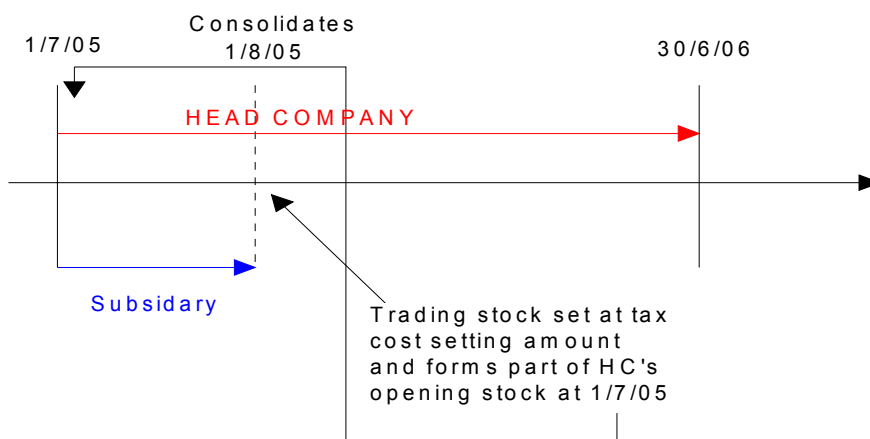 Consolidates
1/7/05
1/8/05
30/6/06
HEAD COMPANY
Subsidary
Trading stock set at tax
cost setting amount
and forms part of HC's
opening stock at 1/7/05